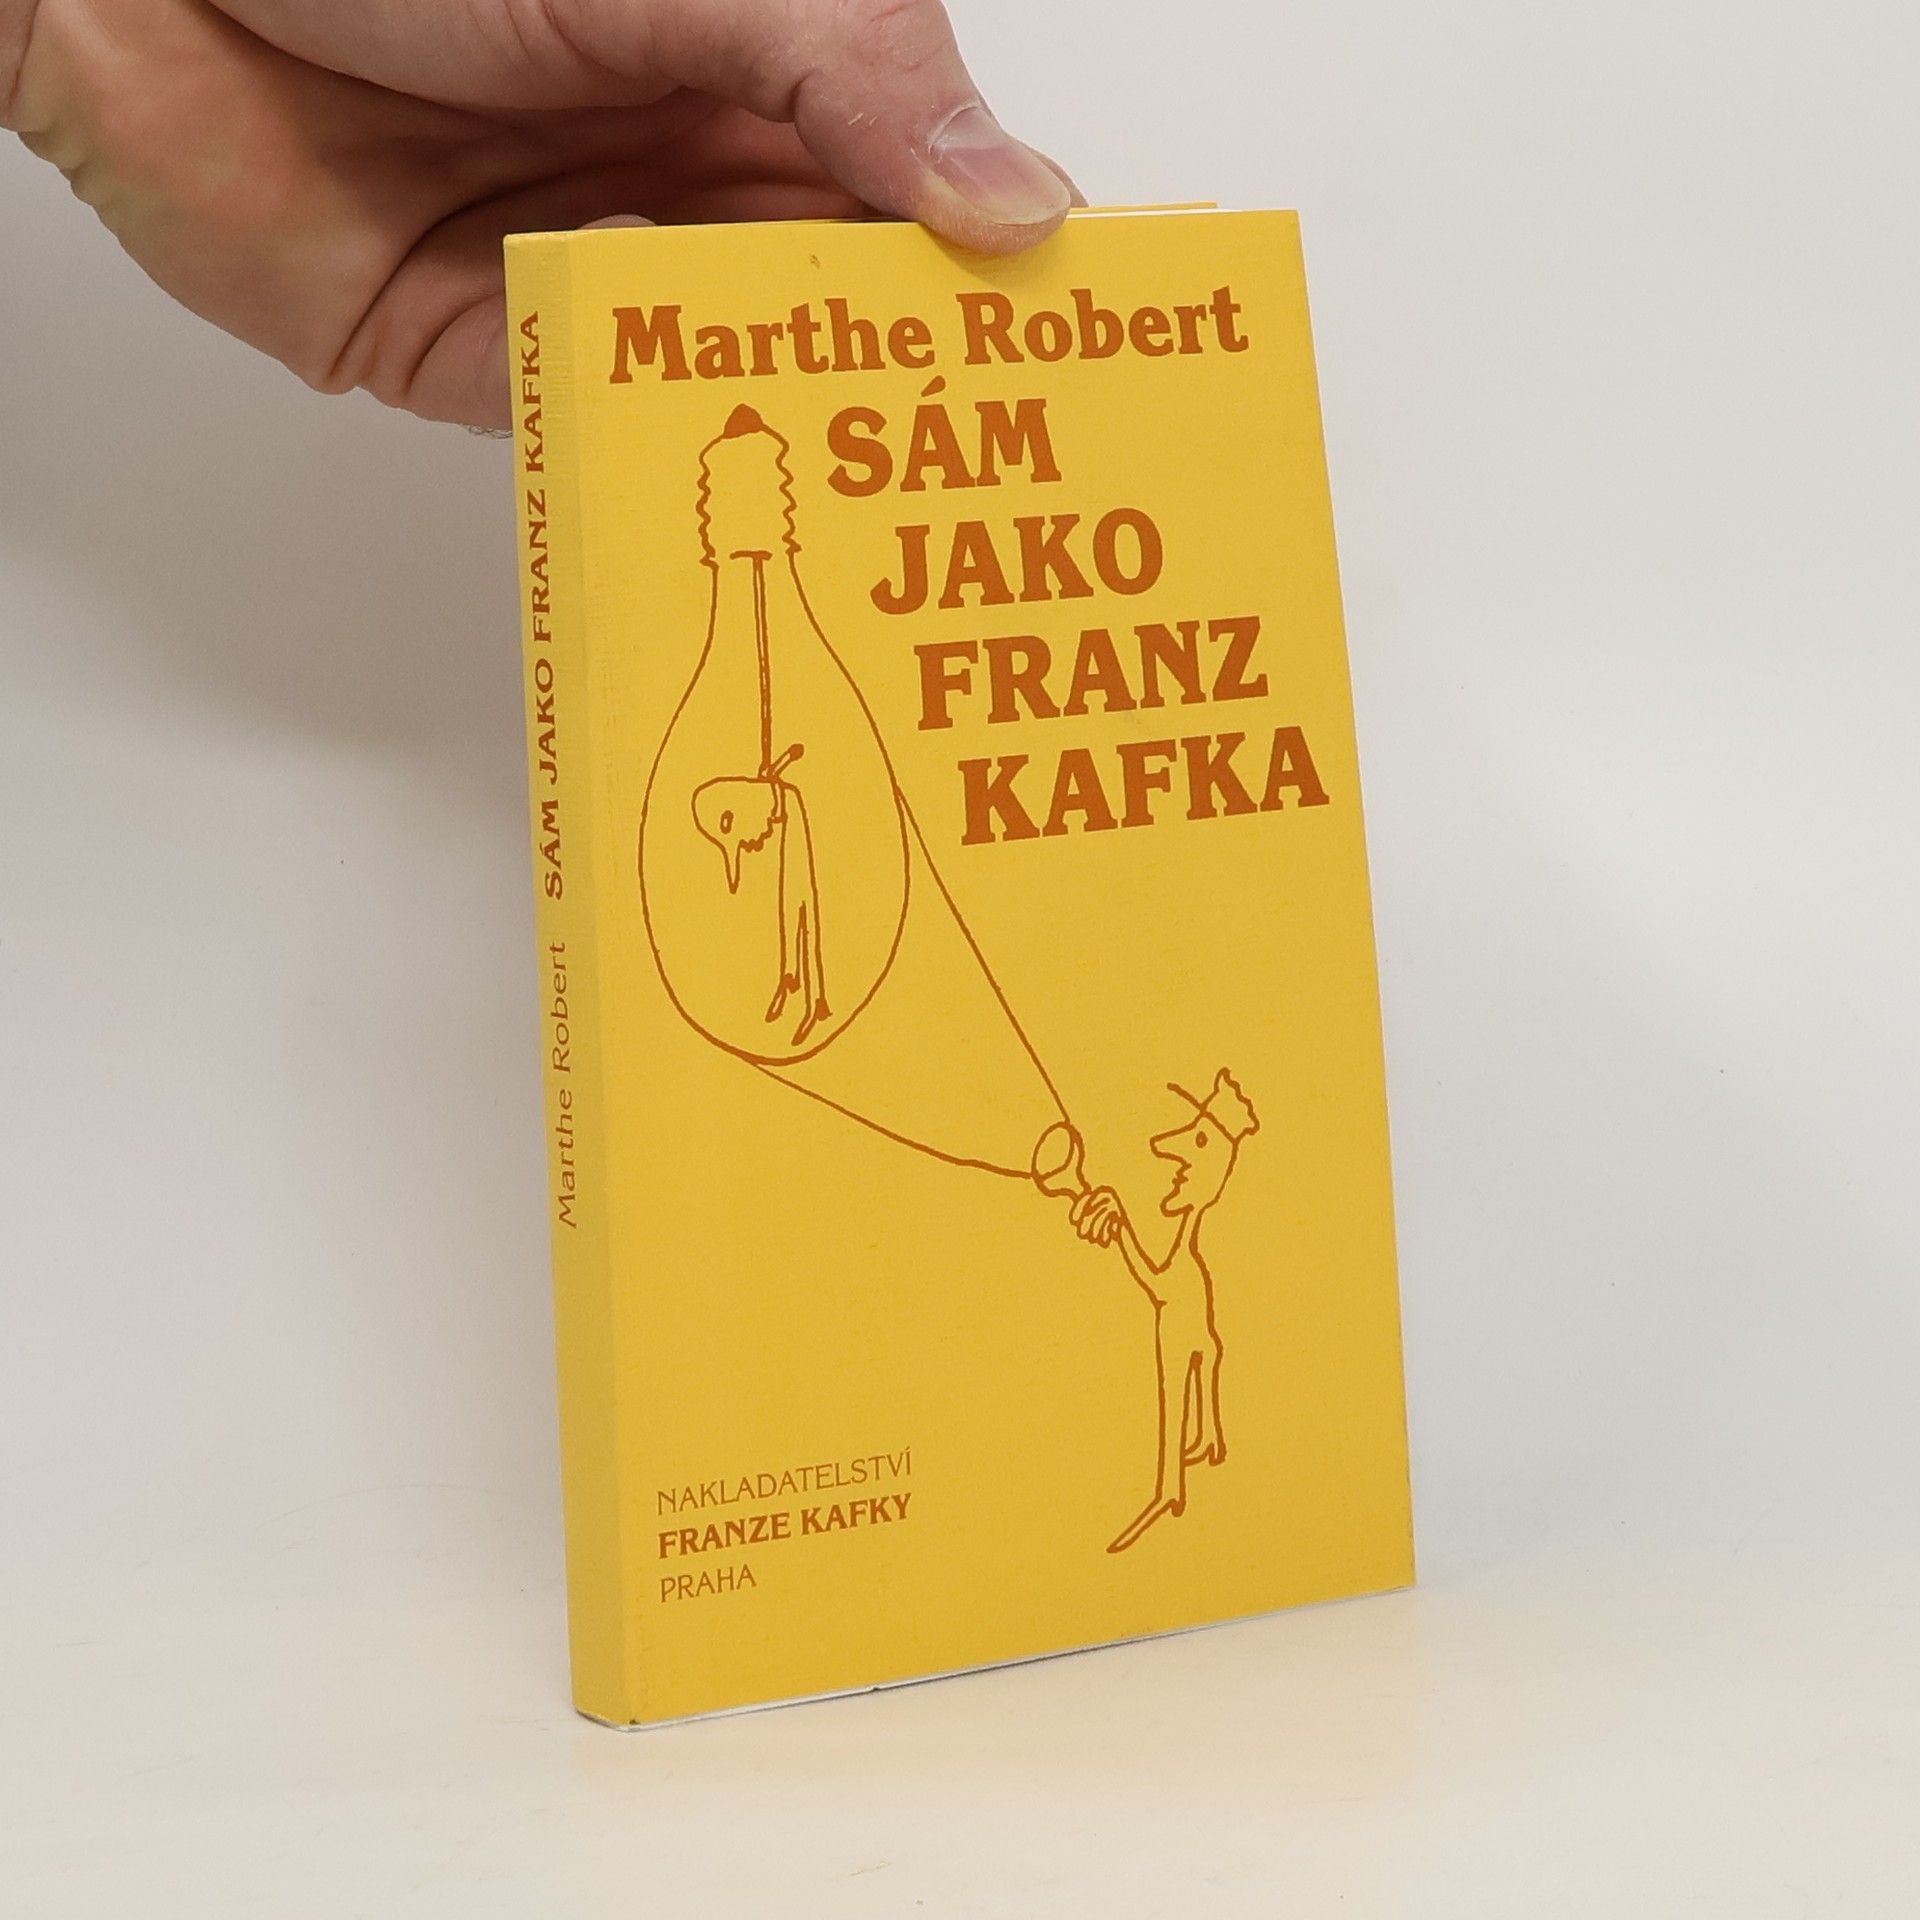 Marthe Robert
SÁM
JAKO
FRANZ
KAFKA
NAKLADATELSTVÍ
FRANZE KAFKY
PRAHA
Marthe Robert SÁM JAKO FRANZ KAFKA